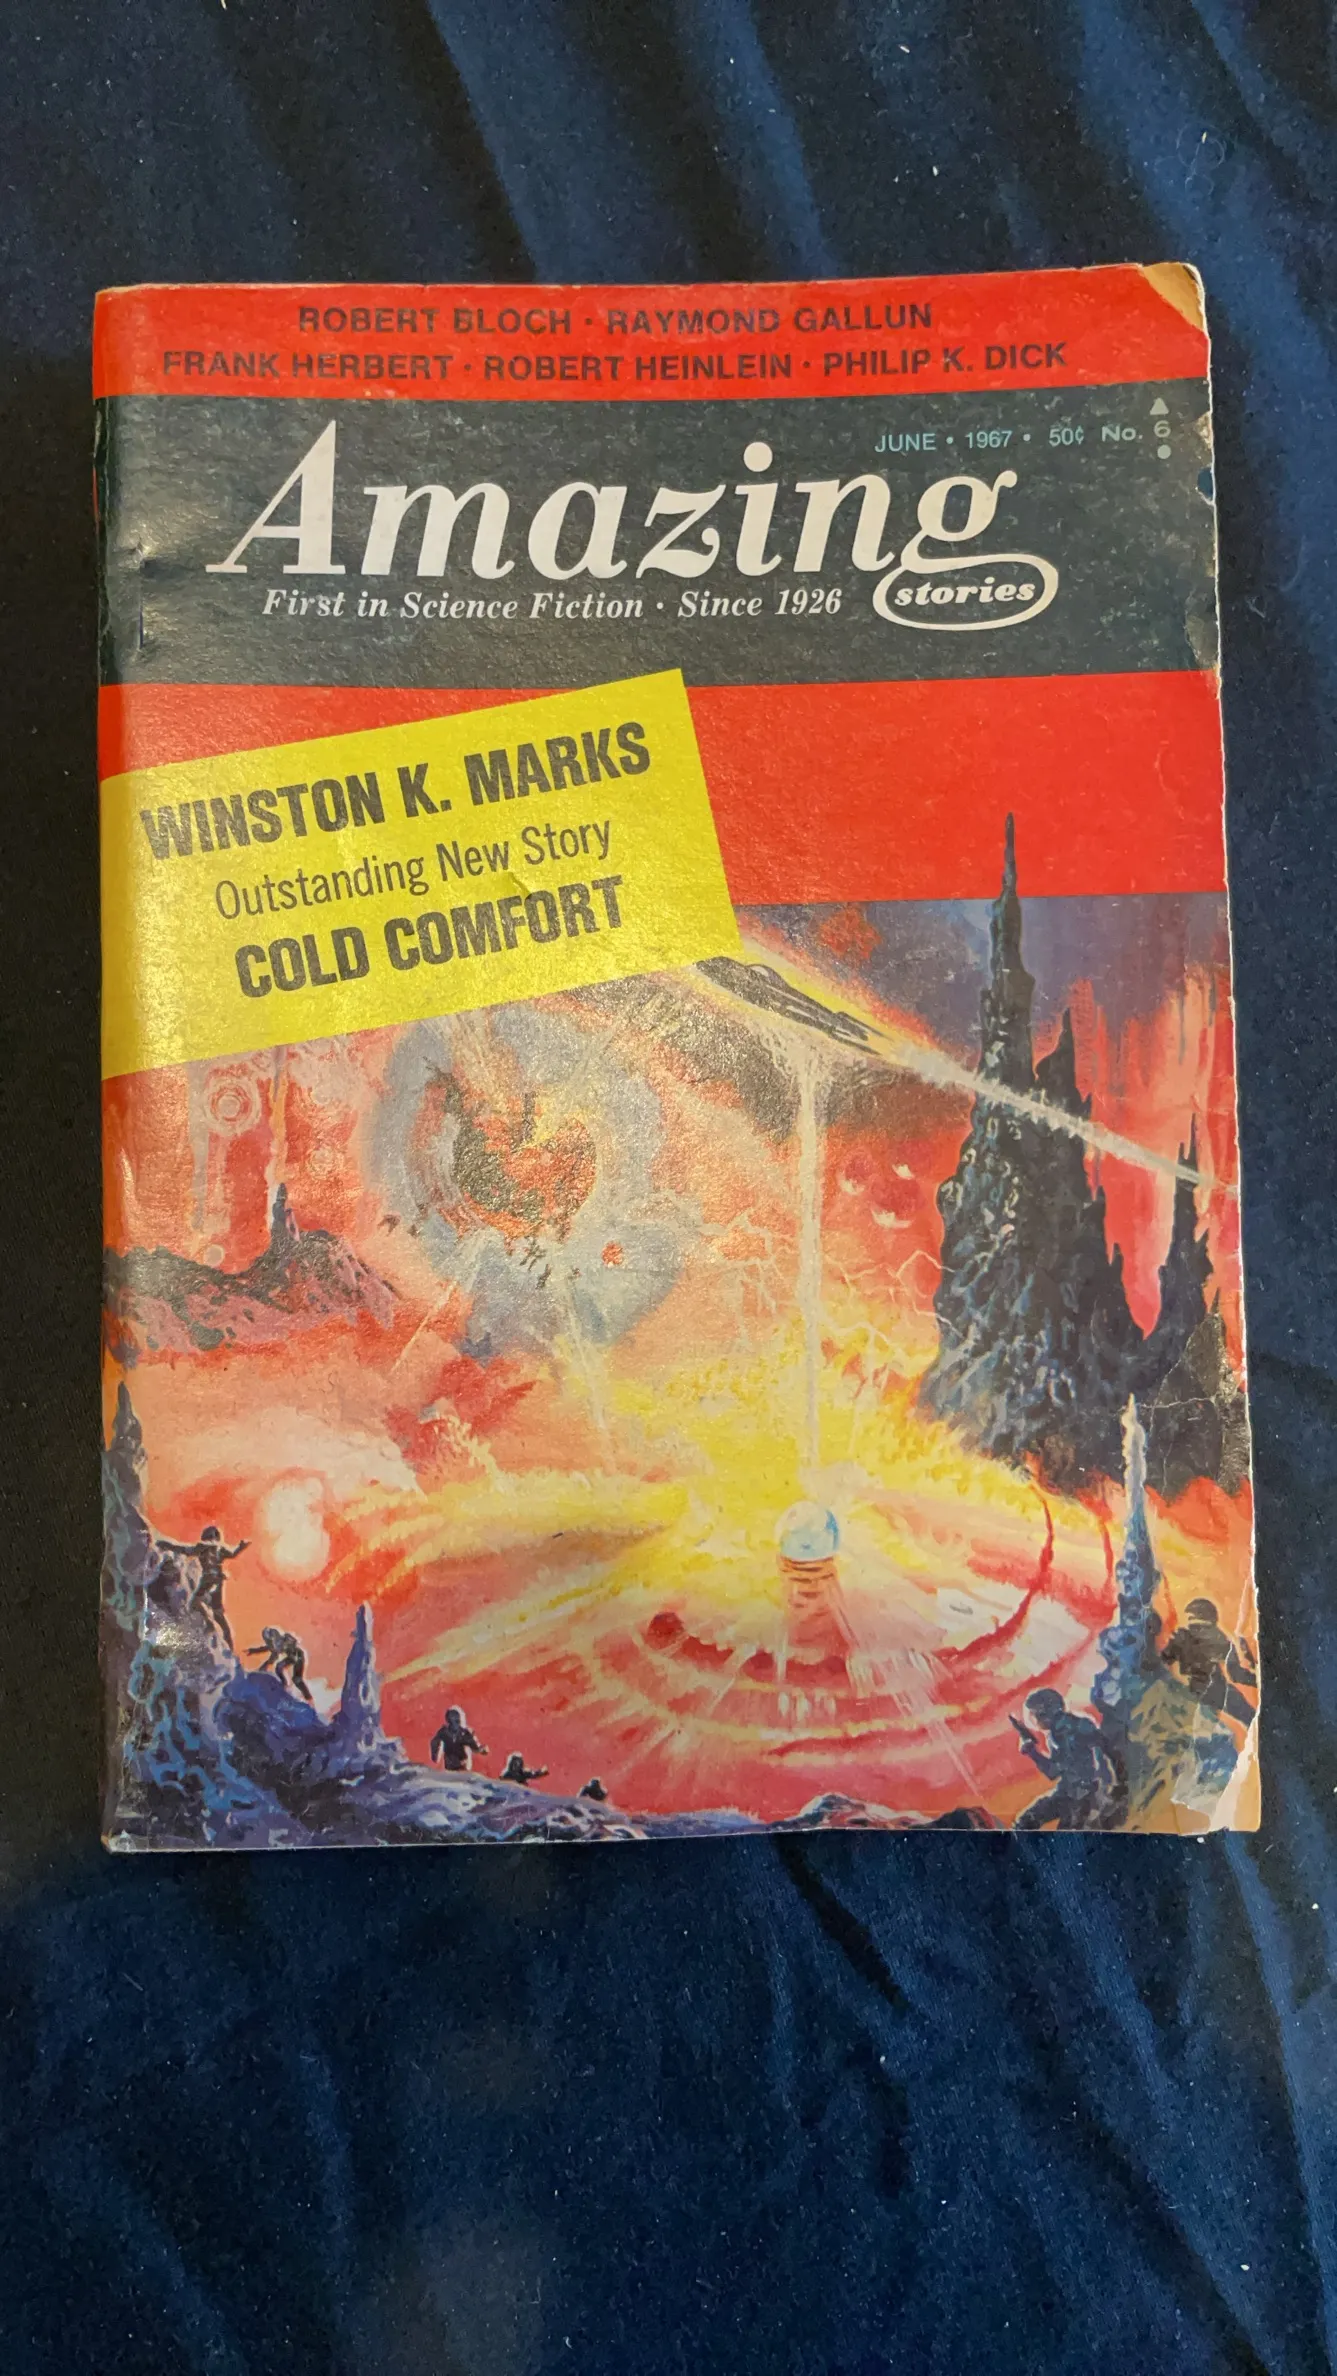 ROBERT BLOCH · RAYMOND GALLUN
FRANK HERBERT · ROBERT HEINLEIN · PHILIP K. DICK
JUNE • 1967 • 50¢ No. 6
Amazing
stories
First in Science Fiction · Since 1926
WINSTON K. MARKS
Outstanding New Story
COLD COMFORT